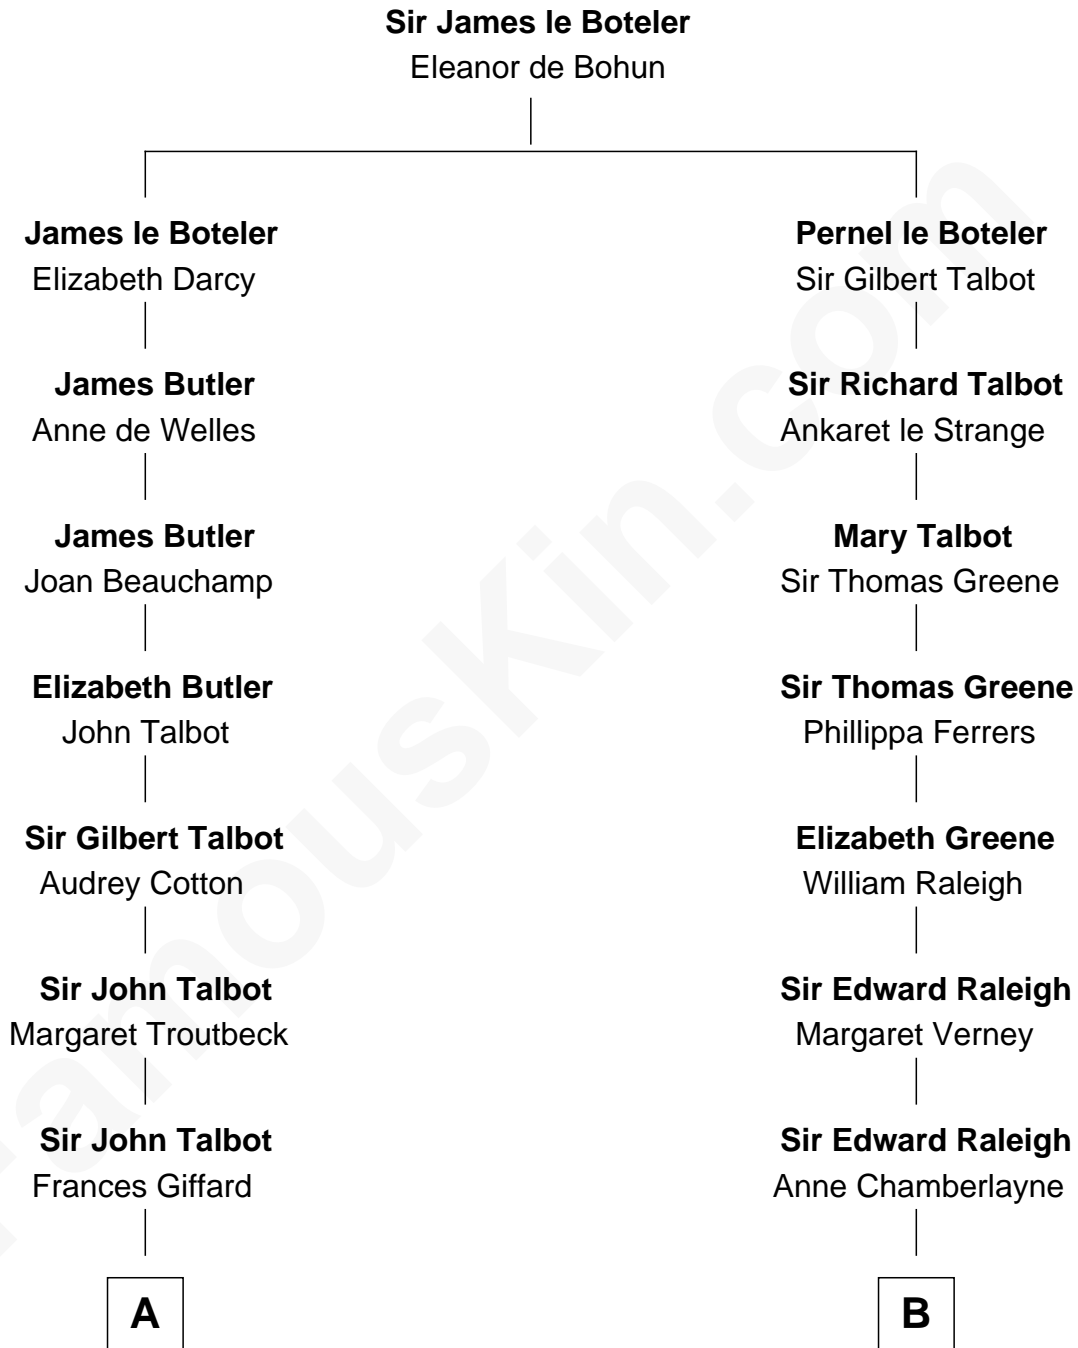 Sir James le Boteler
Eleanor de Bohun
James le Boteler
Elizabeth Darcy
Pernel le Boteler
Sir Gilbert Talbot
James Butler
Anne de Welles
Sir Richard Talbot
Ankaret le Strange
James Butler
Joan Beauchamp
Mary Talbot
Sir Thomas Greene
Elizabeth Butler
John Talbot
Sir Thomas Greene
Phillippa Ferrers
Sir Gilbert Talbot
Audrey Cotton
Elizabeth Greene
William Raleigh
Sir John Talbot
Margaret Troutbeck
Sir Edward Raleigh
Margaret Verney
Sir John Talbot
Frances Giffard
Sir Edward Raleigh
Anne Chamberlayne
A
B
FamousKin.com